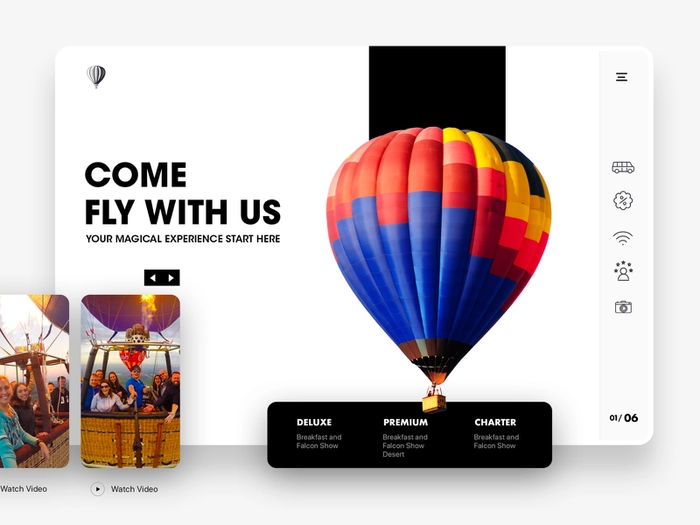 COME
FLY WITH US
YOUR MAGICAL EXPERIENCE START HERE
Watch Video
Watch Video
DELUXE
Breakfast and
Falcon Show
PREMIUM
Breakfast and
Falcon Show
Desert
CHARTER
Breakfast and
Falcon Show
01/ 06